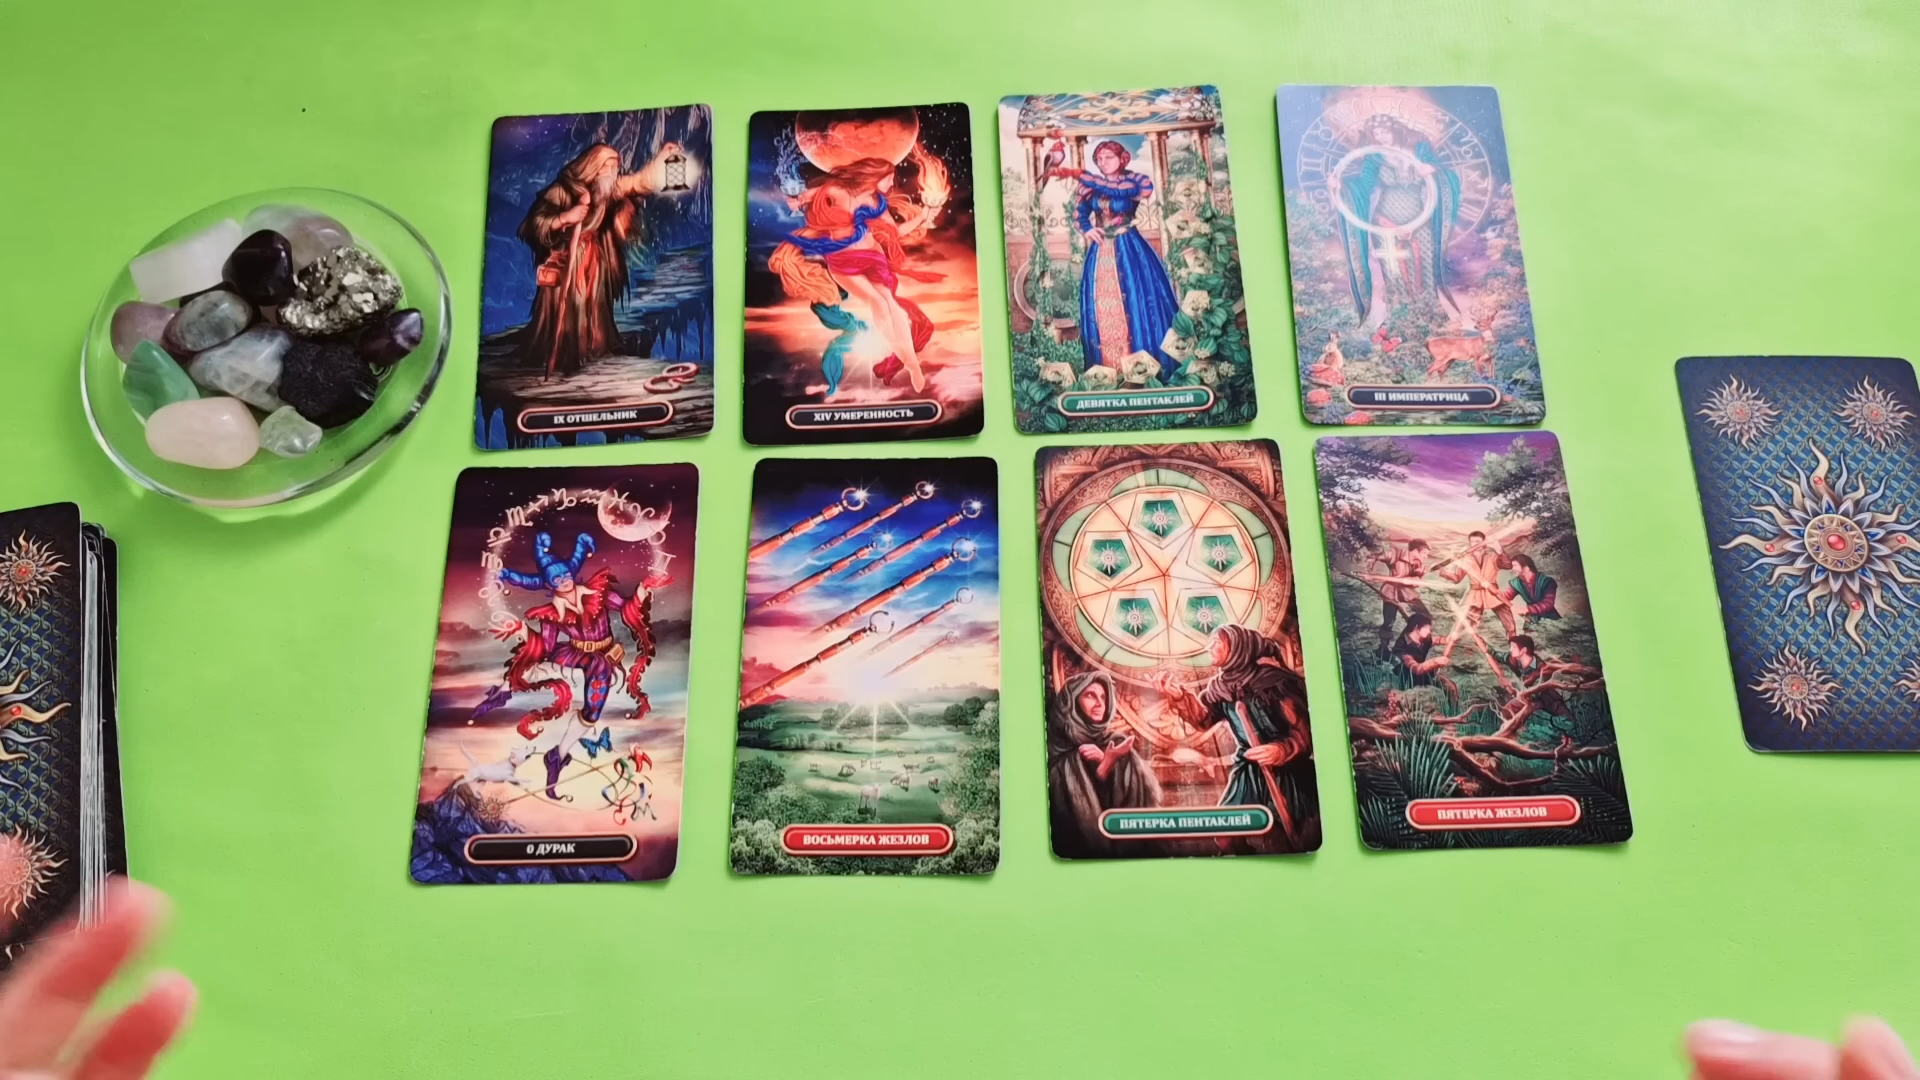 IX ОТШЕЛЬНИК
XIV УМЕРЕННОСТЬ
ДЕВЯТКА ПЕНТАКЛЕЙ
III ИМПЕРАТРИЦА
0 ДУРАК
ВОСЬМЕРКА ЖЕЗЛОВ
ПЯТЕРКА ПЕНТАКЛЕЙ
ПЯТЕРКА ЖЕЗЛОВ